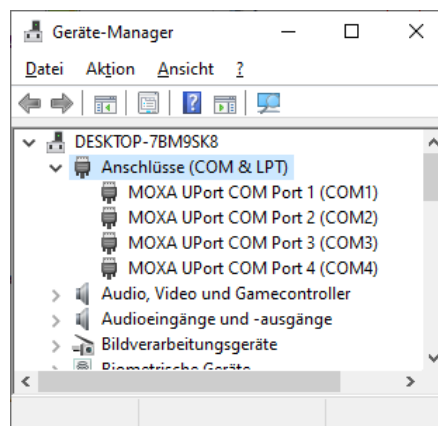 Geräte-Manager
Datei Aktion Ansicht ?
DESKTOP-7BM9SK8
Anschlüsse (COM & LPT)
MOXA UPort COM Port 1 (COM1)
MOXA UPort COM Port 2 (COM2)
MOXA UPort COM Port 3 (COM3)
MOXA UPort COM Port 4 (COM4)
Audio, Video und Gamecontroller
Audioeingänge und -ausgänge
Bildverarbeitungsgeräte
Biometrische Geräte